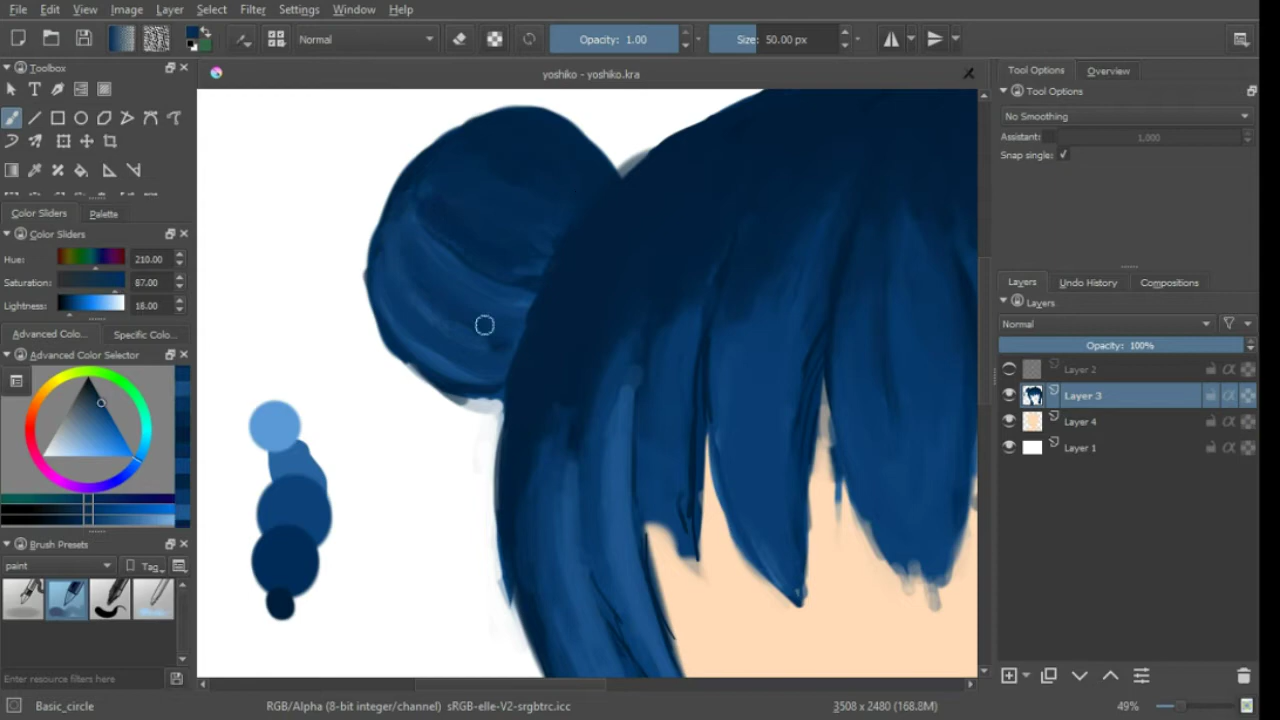 File Edit View Image Layer Select Filter Settings Window Help
Normal Opacity: 1.00 Size: 50.00 px
Toolbox
yoshiko - yoshiko.kra
Color Sliders Palette
Color Sliders
Hue: 210.00
Saturation: 87.00
Lightness: 18.00
Advanced Colo... Specific Colo...
Advanced Color Selector
Brush Presets
paint Tag
Enter resource filters here
Tool Options Overview
Tool Options
No Smoothing
Assistant: 1.000
Snap single:
Layers Undo History Compositions
Layers
Normal
Opacity: 100%
Layer 2
Layer 3
Layer 4
Layer 1
Basic_circle RGB/Alpha (8-bit integer/channel) sRGB-elle-V2-srgbtrc.icc 3508 x 2480 (168.8M) 49%